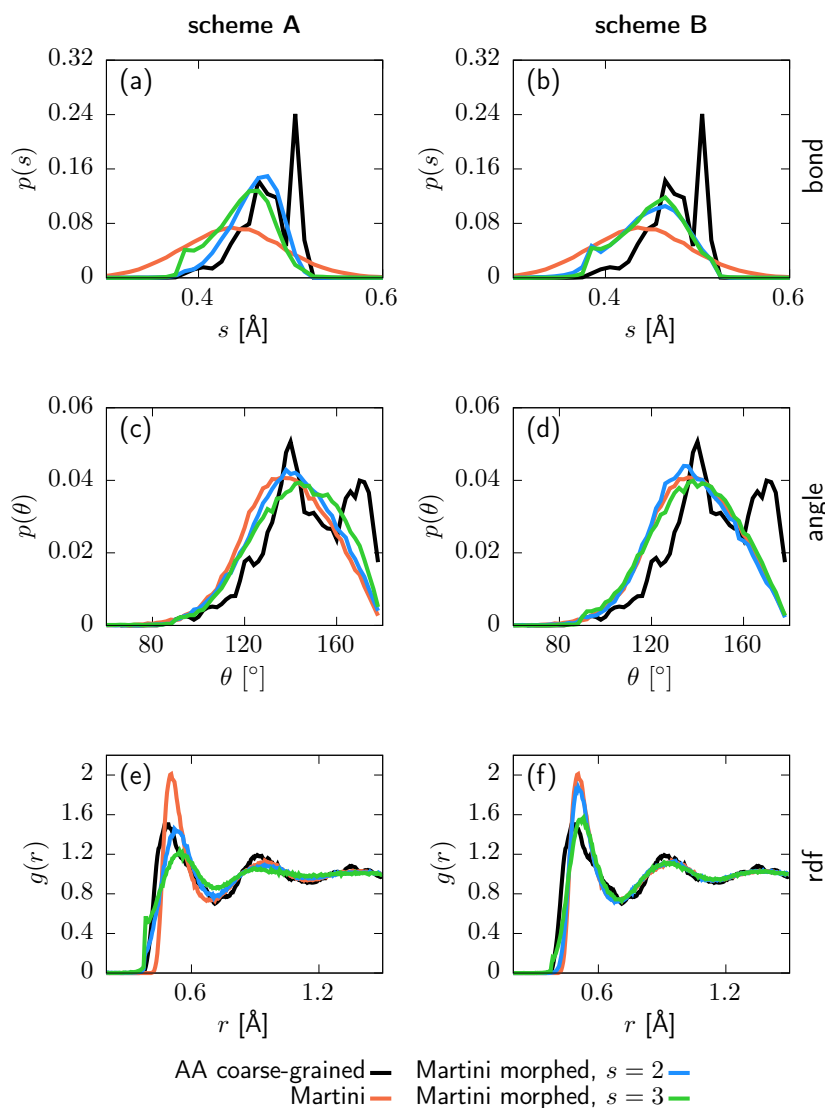 scheme A
scheme B
(a)
0.32
0.24
0.16
0.08
0
p(s)
0.4
0.6
s [Å]
(b)
0.32
0.24
0.16
0.08
0
p(s)
0.4
0.6
s [Å]
bond
(c)
0.06
0.04
0.02
0
p(θ)
80
120
160
θ [°]
(d)
0.06
0.04
0.02
0
p(θ)
80
120
160
θ [°]
angle
(e)
2
1.6
1.2
0.8
0.4
0
g(r)
0.6
1.2
r [Å]
(f)
2
1.6
1.2
0.8
0.4
0
g(r)
0.6
1.2
r [Å]
rdf
AA coarse-grained
Martini morphed, s = 2
Martini
Martini morphed, s = 3